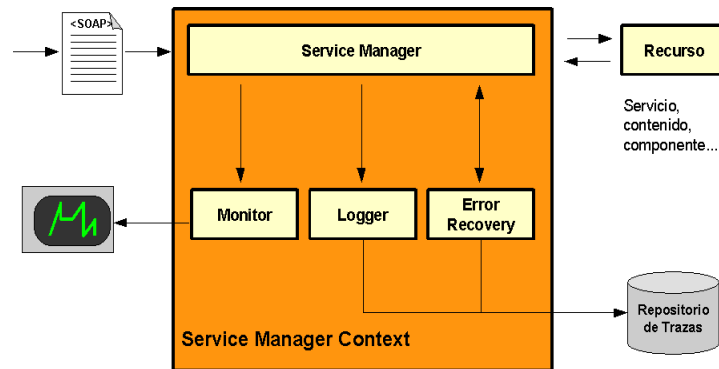 <SOAP>
Service Manager
Recurso
Servicio,
contenido,
componente...
Monitor
Logger
Error
Recovery
Repositorio
de Trazas
Service Manager Context